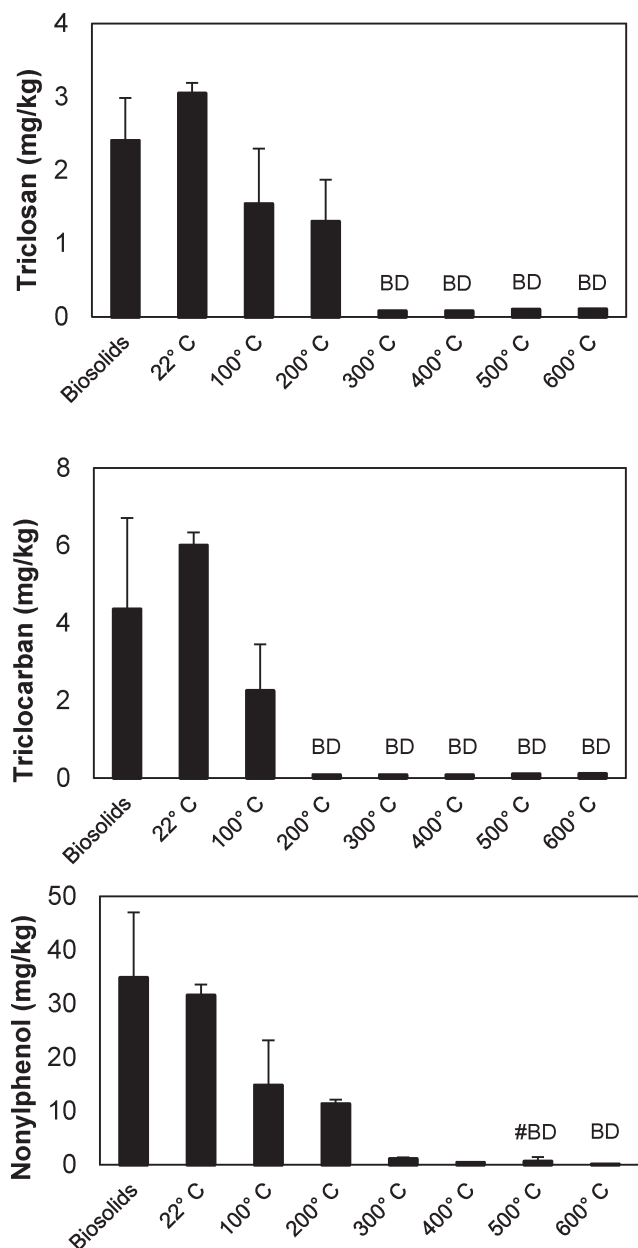 Triclosan (mg/kg)
4
3
2
1
0
BD BD BD BD
Biosolids 22° C 100° C 200° C 300° C 400° C 500° C 600° C
Triclocarban (mg/kg)
8
6
4
2
0
BD BD BD BD BD
Biosolids 22° C 100° C 200° C 300° C 400° C 500° C 600° C
Nonylphenol (mg/kg)
50
40
30
20
10
0
#BD BD
Biosolids 22° C 100° C 200° C 300° C 400° C 500° C 600° C